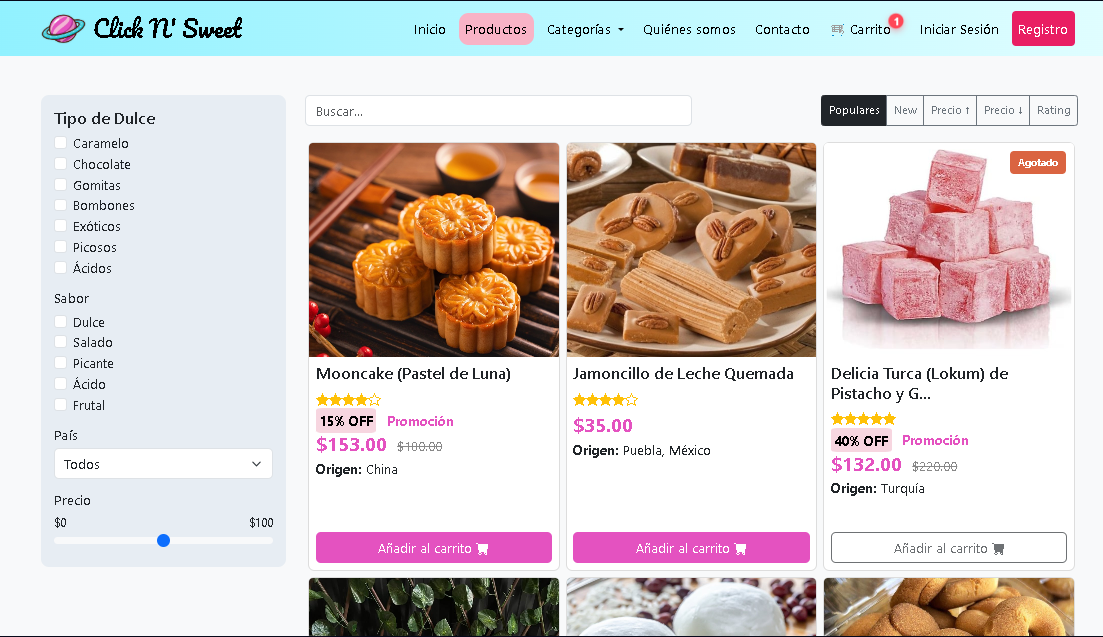 Click N' Sweet
Inicio
Productos
Categorías
Quiénes somos
Contacto
Carrito
1
Iniciar Sesión
Registro
Tipo de Dulce
Caramelo
Chocolate
Gomitas
Bombones
Exóticos
Picosos
Ácidos
Sabor
Dulce
Salado
Picante
Ácido
Frutal
País
Todos
Precio
$0 $100
Buscar...
Populares
New
Precio ↑
Precio ↓
Rating
Mooncake (Pastel de Luna)
15% OFF Promoción
$153.00 $180.00
Origen: China
Añadir al carrito
Jamoncillo de Leche Quemada
$35.00
Origen: Puebla, México
Añadir al carrito
Agotado
Delicia Turca (Lokum) de
Pistacho y G...
40% OFF Promoción
$132.00 $220.00
Origen: Turquía
Añadir al carrito